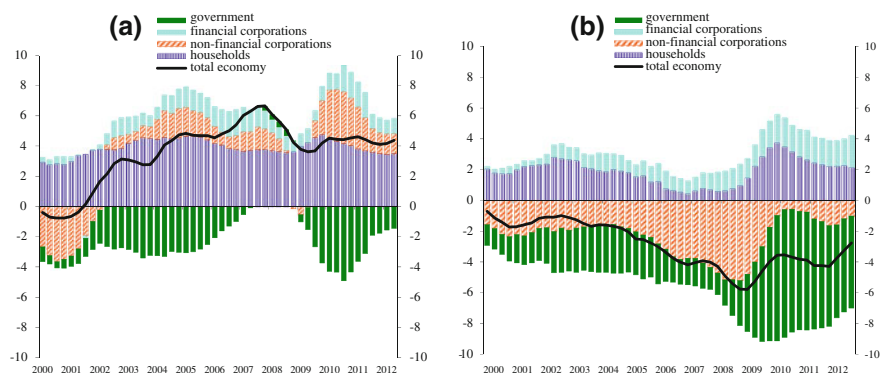 (a)
government
financial corporations
non-financial corporations
households
total economy
10 10
8 8
6 6
4 4
2 2
0 0
-2 -2
-4 -4
-6 -6
-8 -8
-10 -10
2000 2001 2002 2003 2004 2005 2006 2007 2008 2009 2010 2011 2012
(b)
government
financial corporations
non-financial corporations
households
total economy
10 10
8 8
6 6
4 4
2 2
0 0
-2 -2
-4 -4
-6 -6
-8 -8
-10 -10
2000 2001 2002 2003 2004 2005 2006 2007 2008 2009 2010 2011 2012